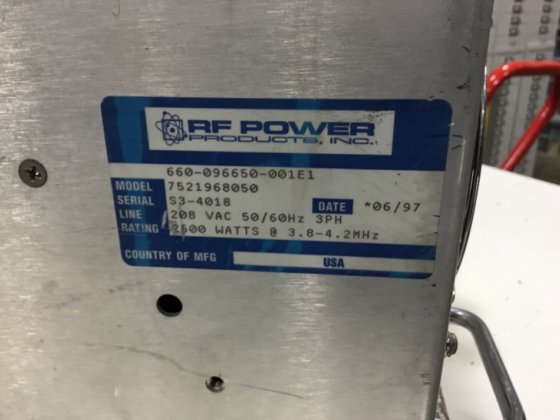 RF POWER
PRODUCTS, INC.
660-096650-001E1
MODEL 7521968050
SERIAL S3-4018 DATE *06/97
LINE 208 VAC 50/60Hz 3PH
RATING 2500 WATTS @ 3.8-4.2MHz
COUNTRY OF MFG USA